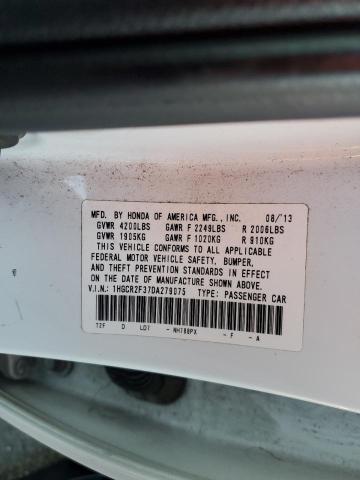 MFD. BY HONDA OF AMERICA MFG., INC. 08/13
GVWR 4200LBS GAWR F 2249LBS R 2006LBS
GVWR 1905KG GAWR F 1020KG R 910KG
THIS VEHICLE CONFORMS TO ALL APPLICABLE
FEDERAL MOTOR VEHICLE SAFETY, BUMPER,
AND THEFT PREVENTION STANDARDS IN EFFECT
ON THE DATE OF MANUFACTURE SHOWN ABOVE.
V.I.N.: 1HGCR2F37DA279075 TYPE: PASSENGER CAR
T2F D LD7 - NH788PX - F - A